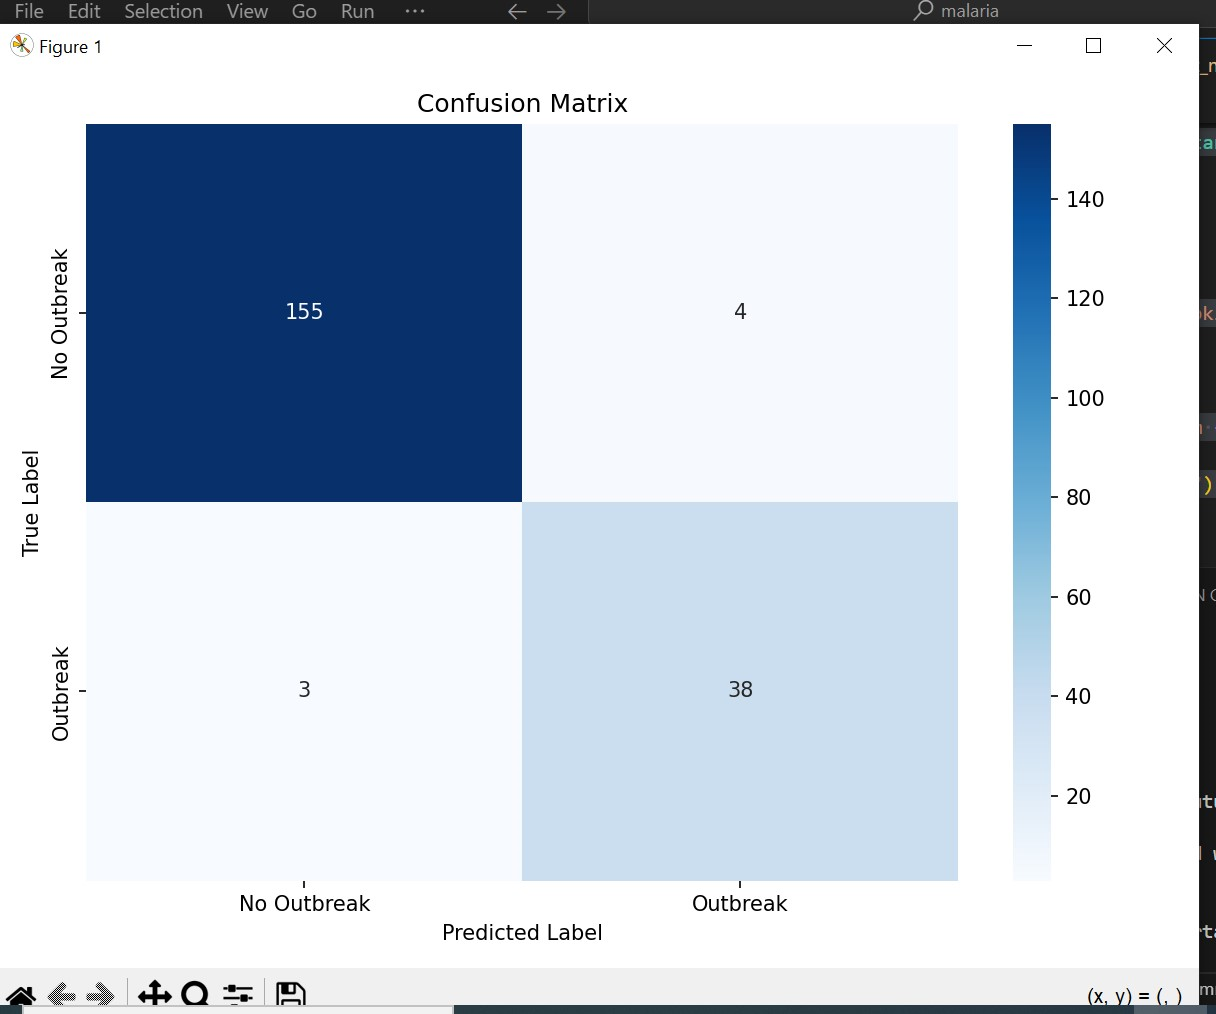 File Edit Selection View Go Run ... malaria
Figure 1
Confusion Matrix
No Outbreak
155
4
140
120
100
80
60
40
20
True Label
Outbreak
3
38
No Outbreak
Outbreak
Predicted Label
(x, y) = (, )